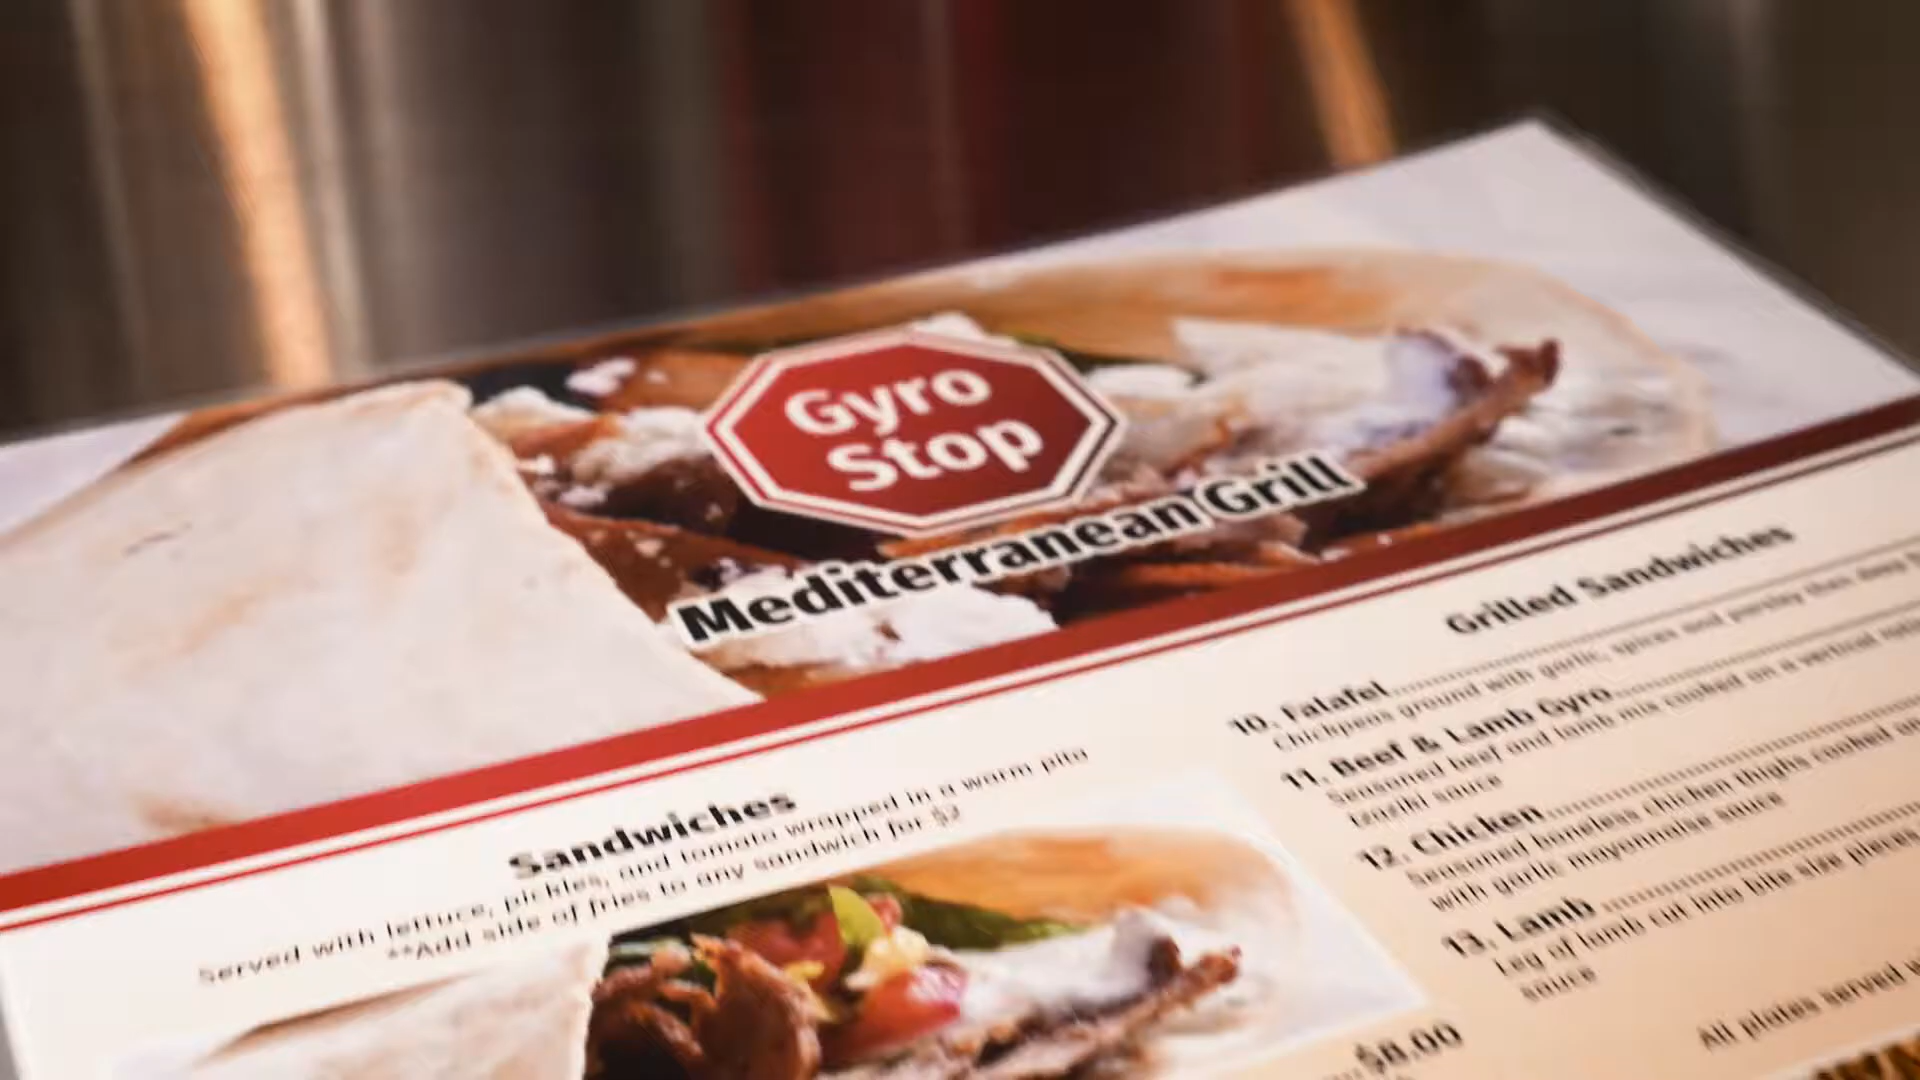 Gyro
Stop
Mediterranean Grill
Sandwiches
Served with lettuce, pickles, and tomato wrapped in a warm pita
**Add side of fries to any sandwich for $2
$8.00
Grilled Sandwiches
10. Falafel
Chickpeas ground with garlic, spices and parsley then deep
11. Beef & Lamb Gyro
Seasoned beef and lamb mix cooked on a vertical
tzaziki sauce
12. Chicken
Seasoned boneless chicken thighs cooked
with garlic mayonnaise sauce
13. Lamb
Leg of lamb cut into bite size pieces
sauce
All plates served